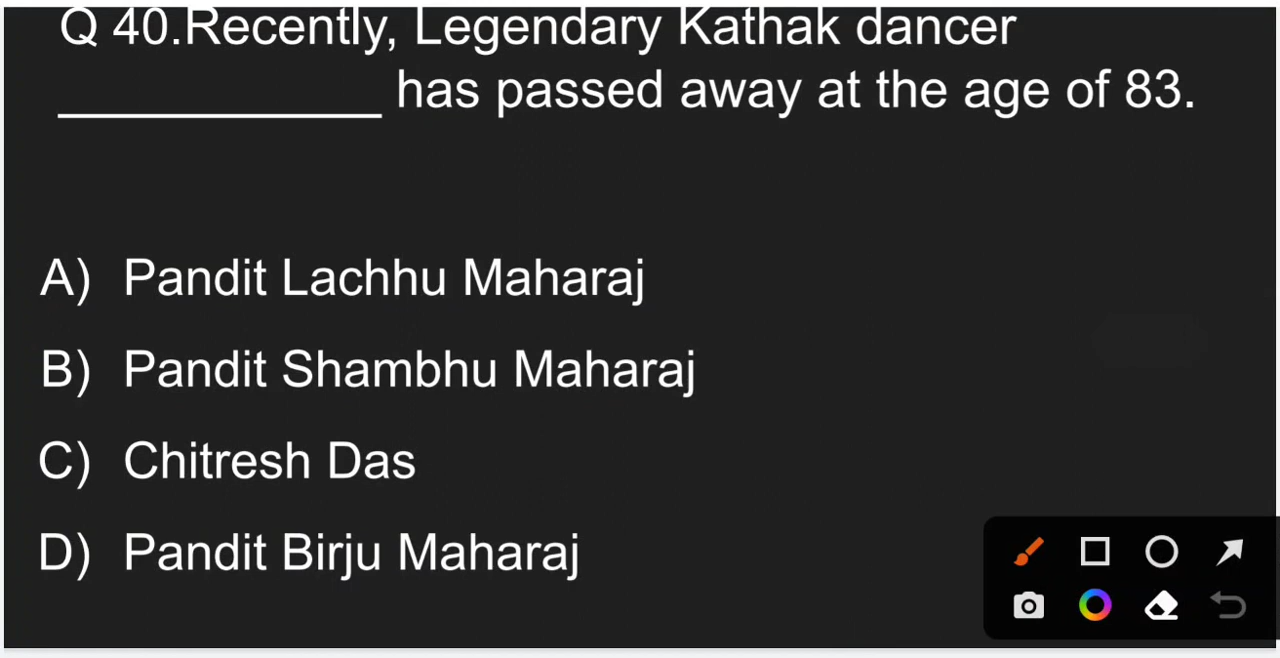 Q 40.Recently, Legendary Kathak dancer
____________ has passed away at the age of 83.
A) Pandit Lachhu Maharaj
B) Pandit Shambhu Maharaj
C) Chitresh Das
D) Pandit Birju Maharaj